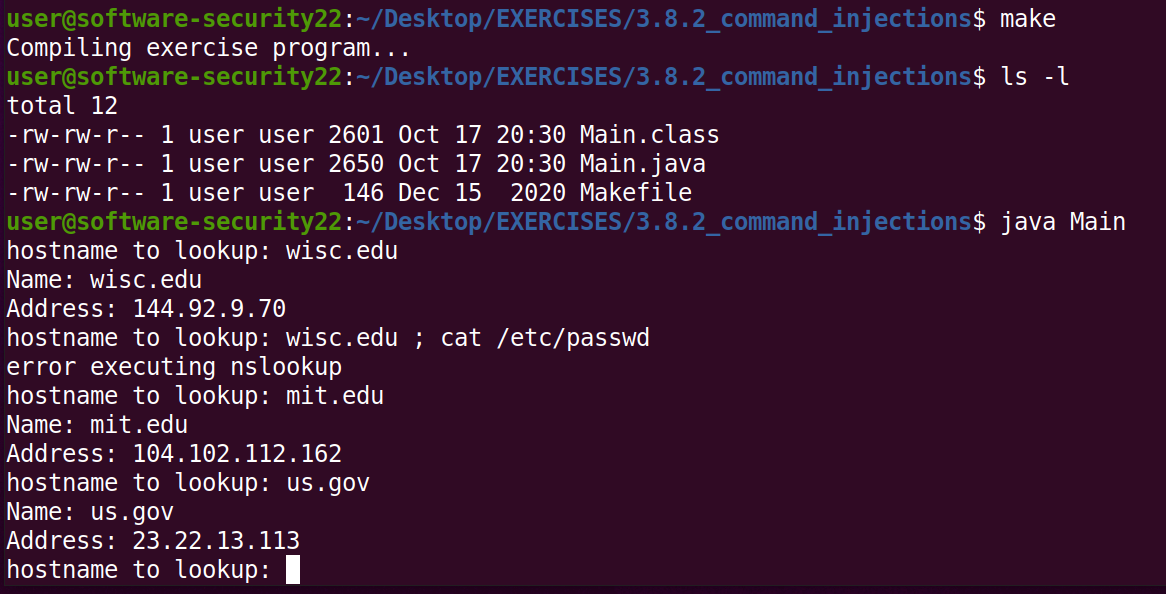 user@software-security22:~/Desktop/EXERCISES/3.8.2_command_injections$ make
Compiling exercise program...
user@software-security22:~/Desktop/EXERCISES/3.8.2_command_injections$ ls -l
total 12
-rw-rw-r-- 1 user user 2601 Oct 17 20:30 Main.class
-rw-rw-r-- 1 user user 2650 Oct 17 20:30 Main.java
-rw-rw-r-- 1 user user  146 Dec 15  2020 Makefile
user@software-security22:~/Desktop/EXERCISES/3.8.2_command_injections$ java Main
hostname to lookup: wisc.edu
Name: wisc.edu
Address: 144.92.9.70
hostname to lookup: wisc.edu ; cat /etc/passwd
error executing nslookup
hostname to lookup: mit.edu
Name: mit.edu
Address: 104.102.112.162
hostname to lookup: us.gov
Name: us.gov
Address: 23.22.13.113
hostname to lookup: